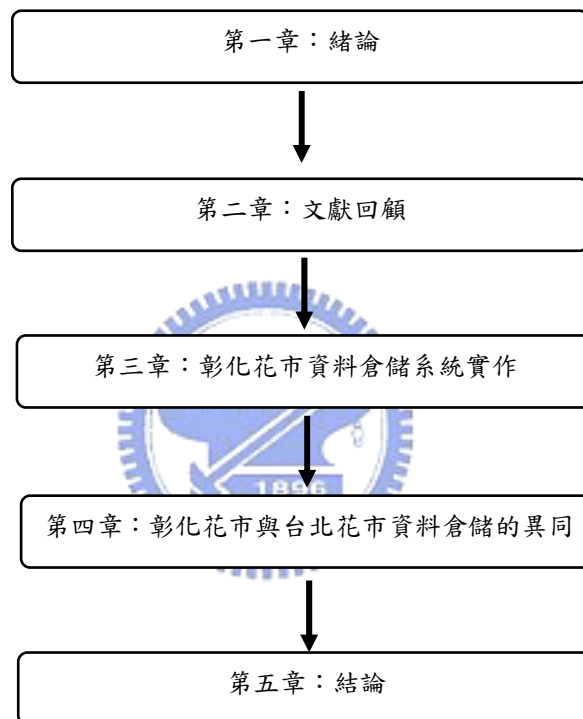 第一章：緒論
第二章：文獻回顧
第三章：彰化花市資料倉儲系統實作
1896
第四章：彰化花市與台北花市資料倉儲的異同
第五章：結論